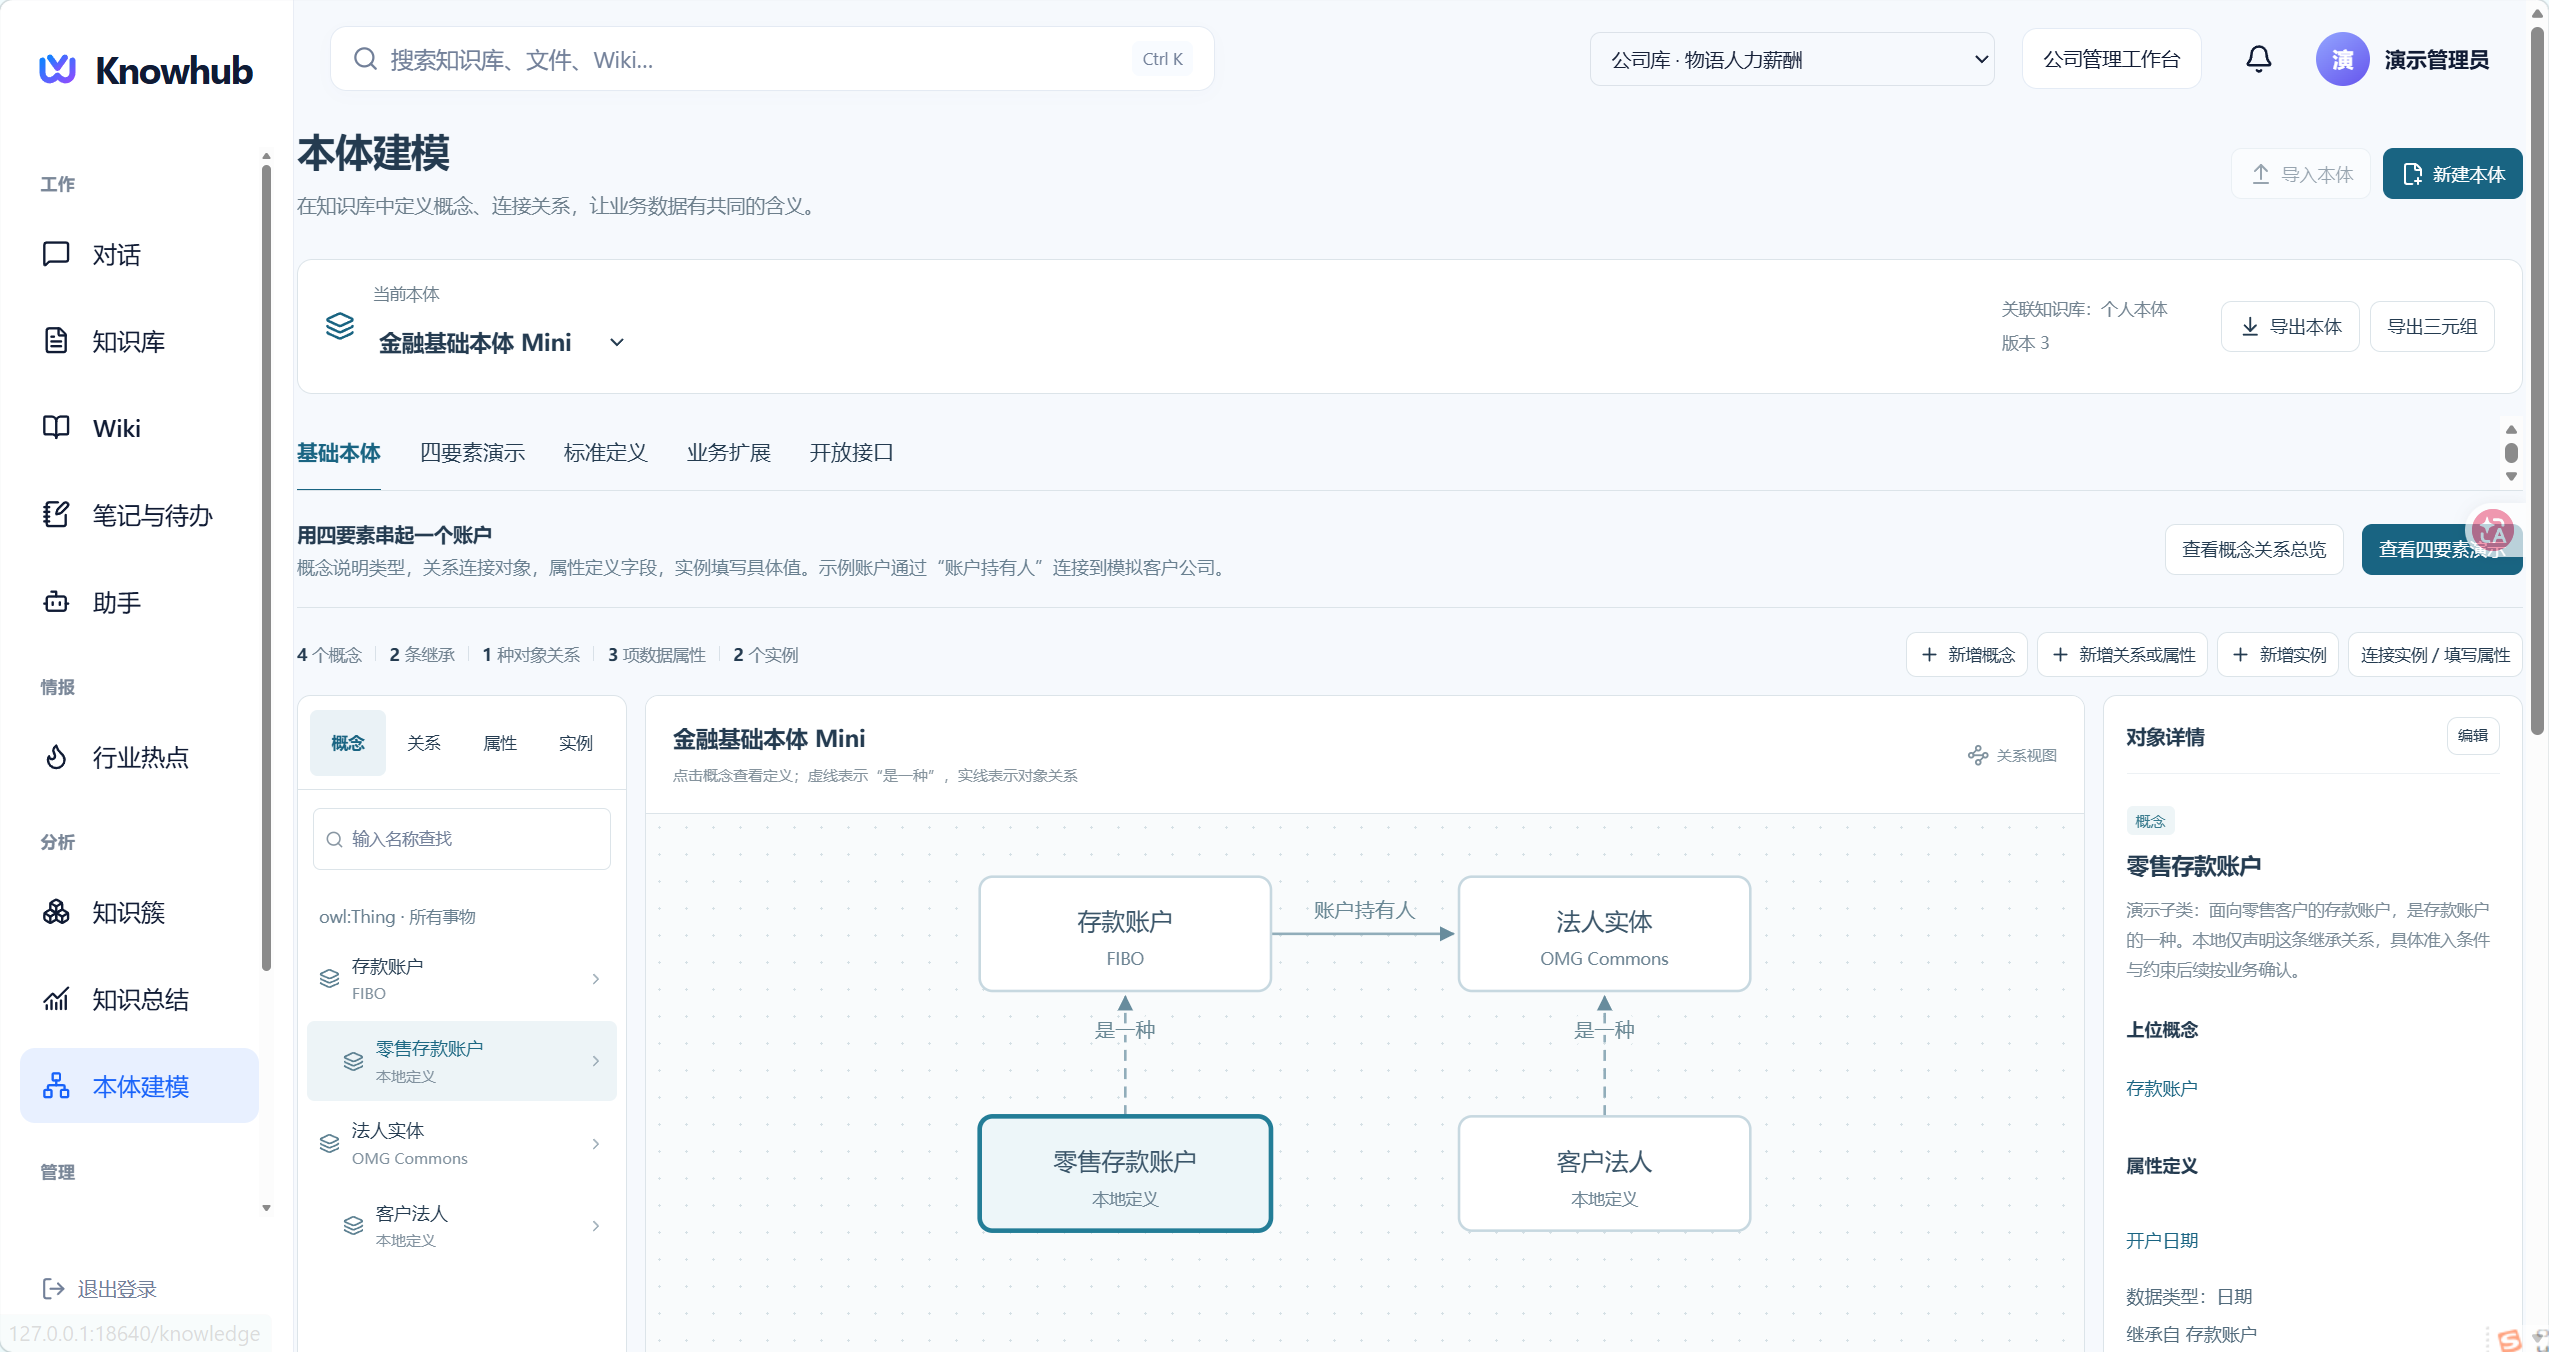 Knowhub
搜索知识库、文件、Wiki...
Ctrl K
公司库 · 物语人力薪酬
公司管理工作台
演
演示管理员
工作
对话
知识库
Wiki
笔记与待办
助手
情报
行业热点
分析
知识簇
知识总结
本体建模
管理
退出登录
127.0.0.1:18640/knowledge
本体建模
在知识库中定义概念、连接关系，让业务数据有共同的含义。
导入本体
新建本体
当前本体
金融基础本体 Mini
关联知识库：个人本体
版本 3
导出本体
导出三元组
基础本体
四要素演示
标准定义
业务扩展
开放接口
用四要素串起一个账户
概念说明类型，关系连接对象，属性定义字段，实例填写具体值。示例账户通过“账户持有人”连接到模拟客户公司。
查看概念关系总览
查看四要素演示
4 个概念
2 条继承
1 种对象关系
3 项数据属性
2 个实例
新增概念
新增关系或属性
新增实例
连接实例 / 填写属性
概念
关系
属性
实例
输入名称查找
owl:Thing · 所有事物
存款账户
FIBO
零售存款账户
本地定义
法人实体
OMG Commons
客户法人
本地定义
金融基础本体 Mini
点击概念查看定义；虚线表示“是一种”，实线表示对象关系
关系视图
存款账户
FIBO
账户持有人
法人实体
OMG Commons
是一种
是一种
零售存款账户
本地定义
客户法人
本地定义
对象详情
编辑
概念
零售存款账户
演示子类：面向零售客户的存款账户，是存款账户
的一种。本地仅声明这条继承关系，具体准入条件
与约束后续按业务确认。
上位概念
存款账户
属性定义
开户日期
数据类型：日期
继承自 存款账户